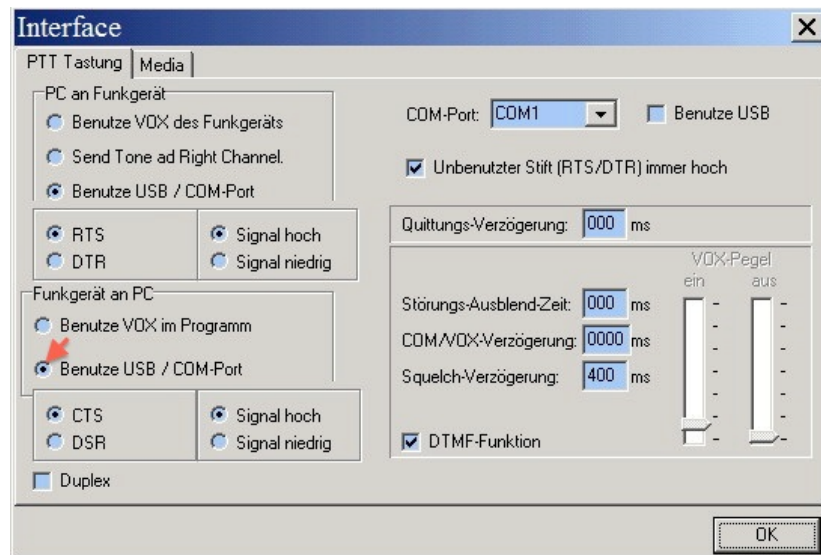 Interface
PTT Tastung
Media
PC an Funkgerät
Benutze VOX des Funkgeräts
Send Tone ad Right Channel.
Benutze USB / COM-Port
RTS
Signal hoch
DTR
Signal niedrig
Funkgerät an PC
Benutze VOX im Programm
Benutze USB / COM-Port
CTS
Signal hoch
DSR
Signal niedrig
Duplex
COM-Port: COM1
Benutze USB
Unbenutzter Stift (RTS/DTR) immer hoch
Quittungs-Verzögerung: 000 ms
VOX-Pegel
ein aus
Störungs-Ausblend-Zeit: 000 ms
COM/VOX-Verzögerung: 0000 ms
Squelch-Verzögerung: 400 ms
DTMF-Funktion
OK